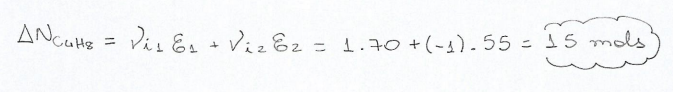 ΔN_C4H8 = ν_i1 ε_1 + ν_i2 ε_2 = 1.70 + (-1).55 = 15 mols